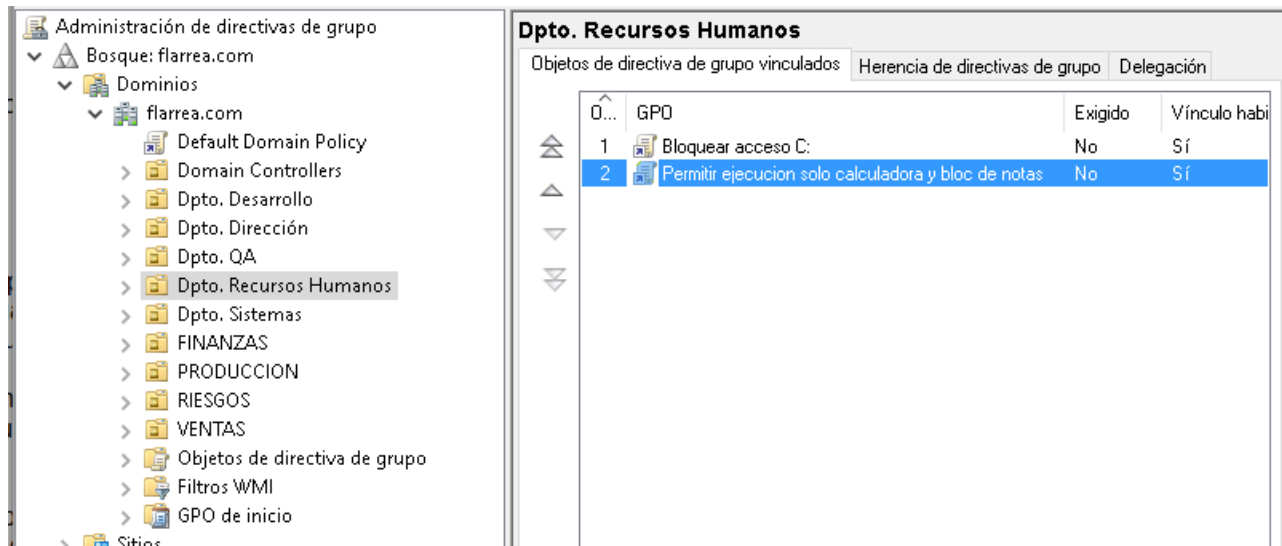 Administración de directivas de grupo
Bosque: flarrea.com
Dominios
flarrea.com
Default Domain Policy
Domain Controllers
Dpto. Desarrollo
Dpto. Dirección
Dpto. QA
Dpto. Recursos Humanos
Dpto. Sistemas
FINANZAS
PRODUCCION
RIESGOS
VENTAS
Objetos de directiva de grupo
Filtros WMI
GPO de inicio
Sitios
Dpto. Recursos Humanos
Objetos de directiva de grupo vinculados Herencia de directivas de grupo Delegación
O... GPO Exigido Vínculo habi
1 Bloquear acceso C: No Sí
2 Permitir ejecucion solo calculadora y bloc de notas No Sí